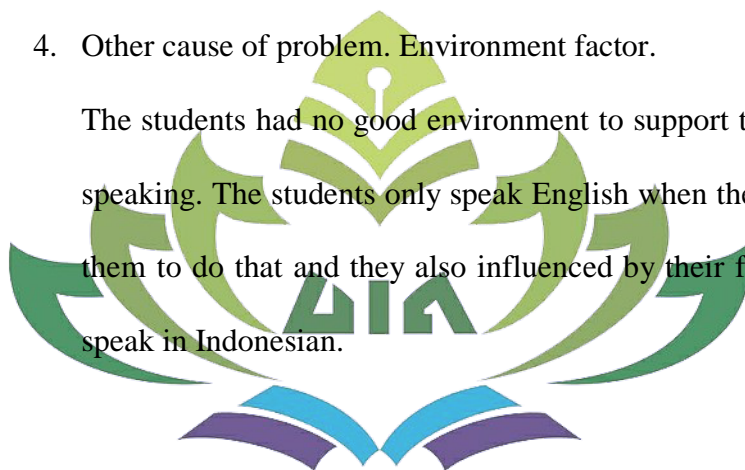 4. Other cause of problem. Environment factor.
The students had no good environment to support
speaking. The students only speak English when
them to do that and they also influenced by their
speak in Indonesian.
UIN